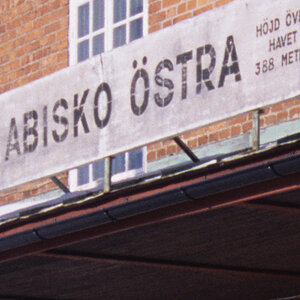 ABISKO ÖSTRA
HÖJD ÖV
HAVET
388 MET